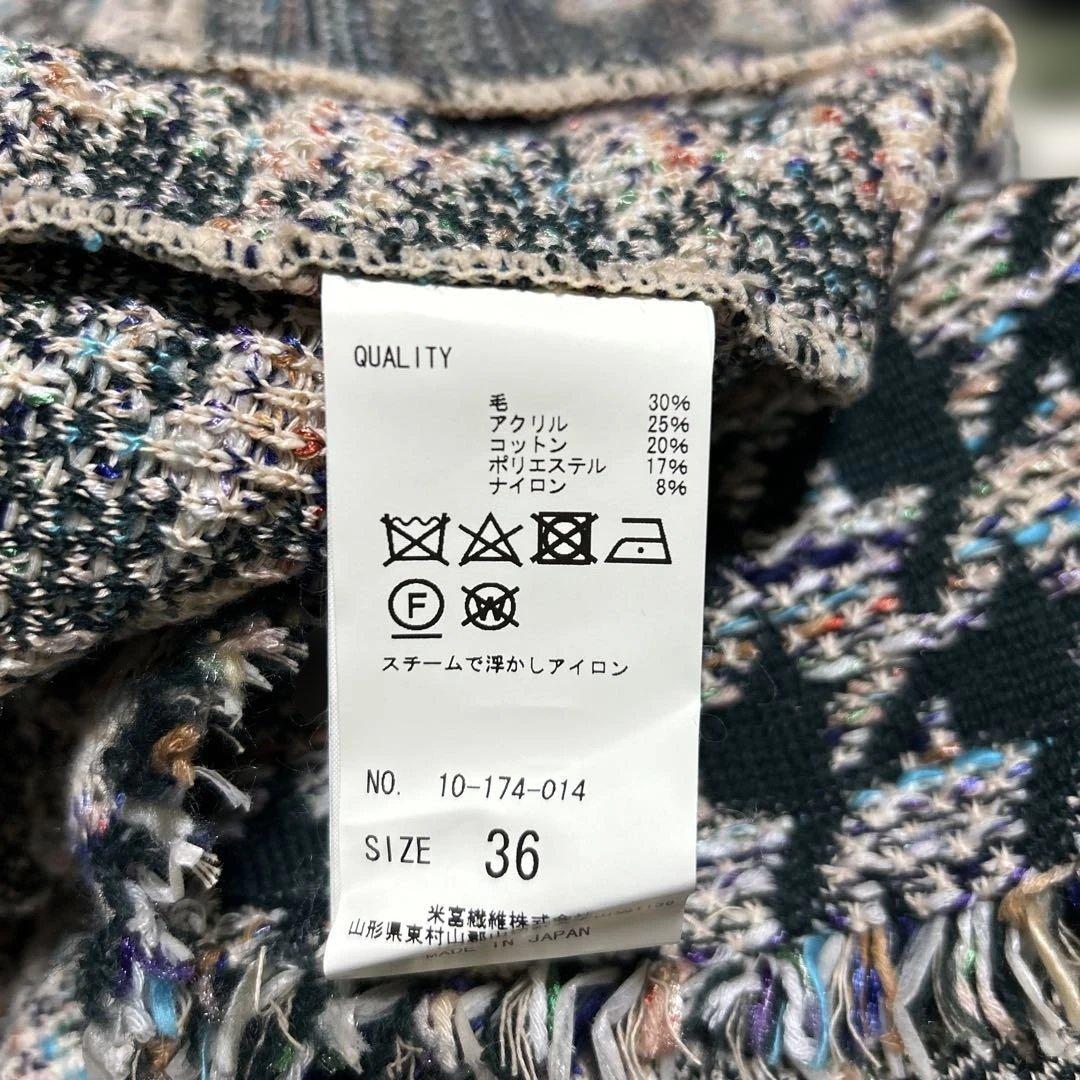 QUALITY
毛 30%
アクリル 25%
コットン 20%
ポリエステル 17%
ナイロン 8%
F W
スチームで浮かしアイロン
NO. 10-174-014
SIZE 36
米富繊維株式会
山形県東村山郡
MADE IN JAPAN